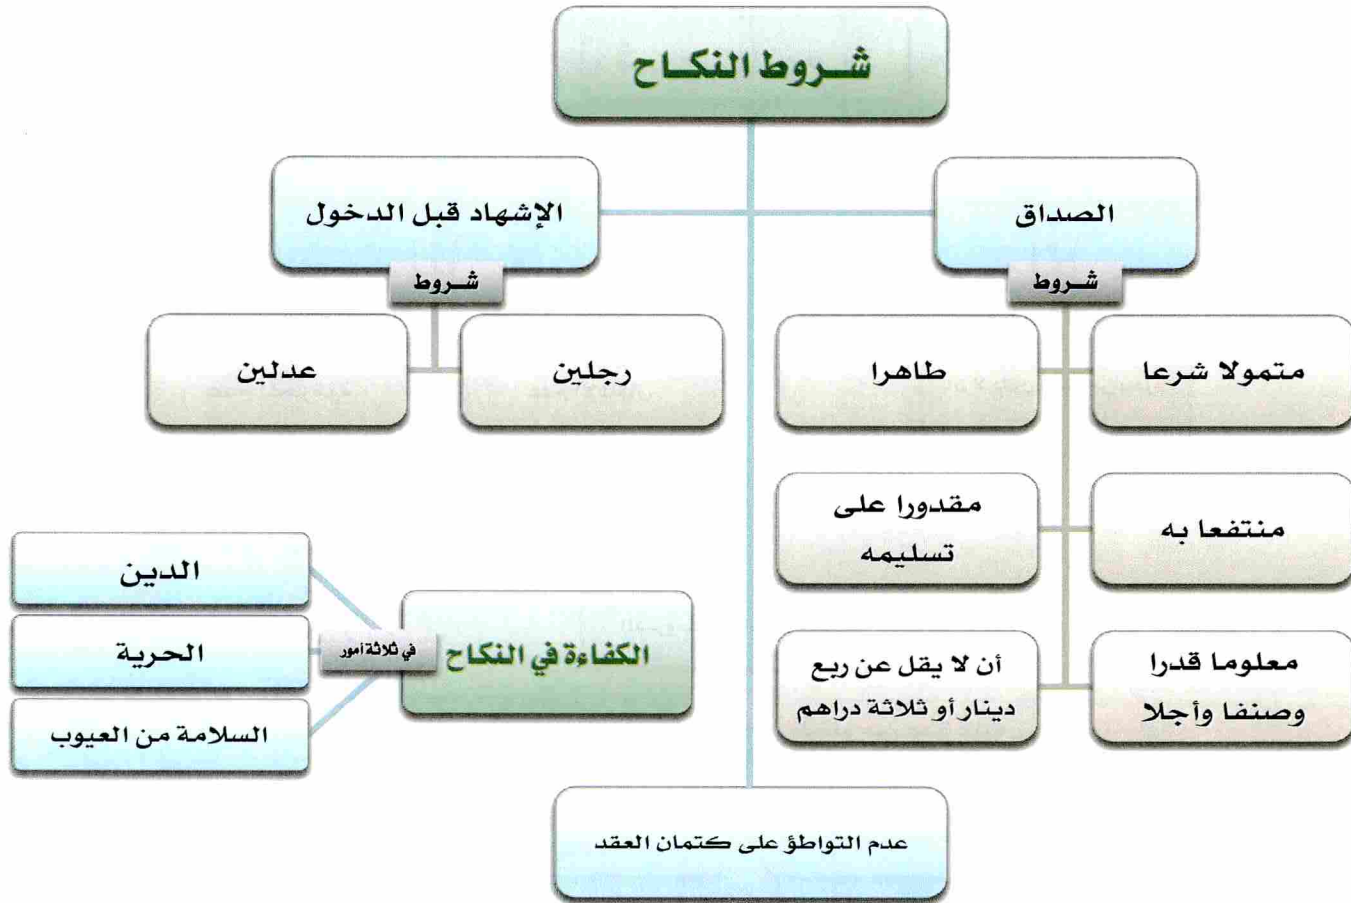 شروط النكاح
الصداق
شروط
متمولا شرعا
طاهرا
منتفعا به
مقدورا على
تسليمه
معلوما قدرا
وصنفا وأجلا
أن لا يقل عن ربع
دينار أو ثلاثة دراهم
الإشهاد قبل الدخول
شروط
رجلين
عدلين
الكفاءة في النكاح
في ثلاثة أمور
الدين
الحرية
السلامة من العيوب
عدم التواطؤ على كتمان العقد